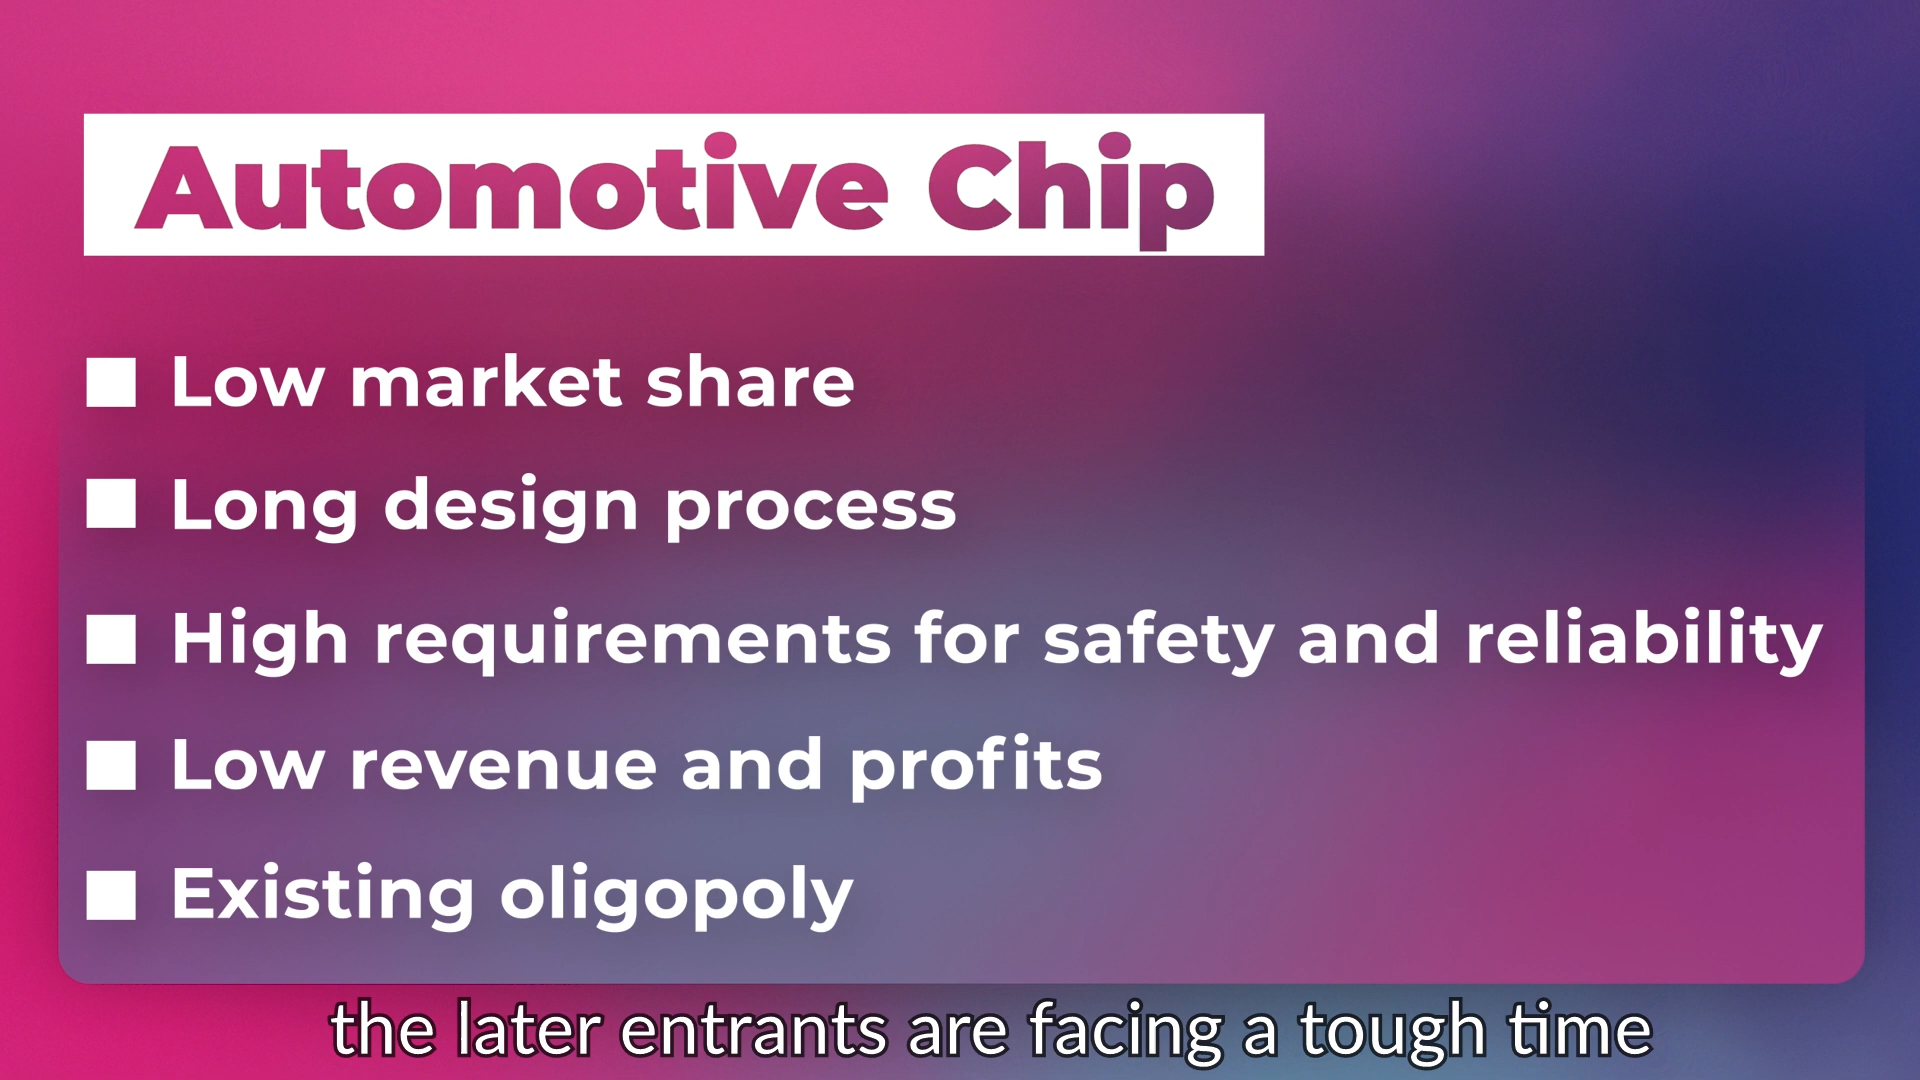 Automotive Chip
Low market share
Long design process
High requirements for safety and reliability
Low revenue and profits
Existing oligopoly
the later entrants are facing a tough time